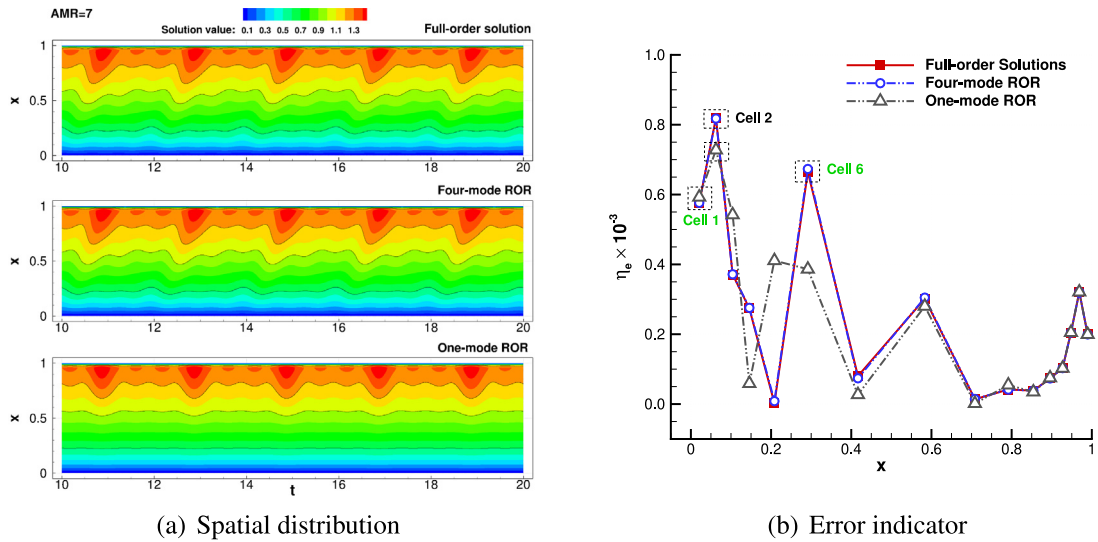 AMR=7
Solution value: 0.1 0.3 0.5 0.7 0.9 1.1 1.3
Full-order solution
1
x
0.5
0
10 12 14 16 18 20
Four-mode ROR
1
x
0.5
0
10 12 14 16 18 20
One-mode ROR
1
x
0.5
0
10 12 14 16 18 20
t
(a) Spatial distribution
1.0
0.8
0.6
0.4
0.2
0.0
ηe × 10⁻³
Full-order Solutions
Four-mode ROR
One-mode ROR
Cell 2
Cell 6
Cell 1
0 0.2 0.4 0.6 0.8 1
x
(b) Error indicator